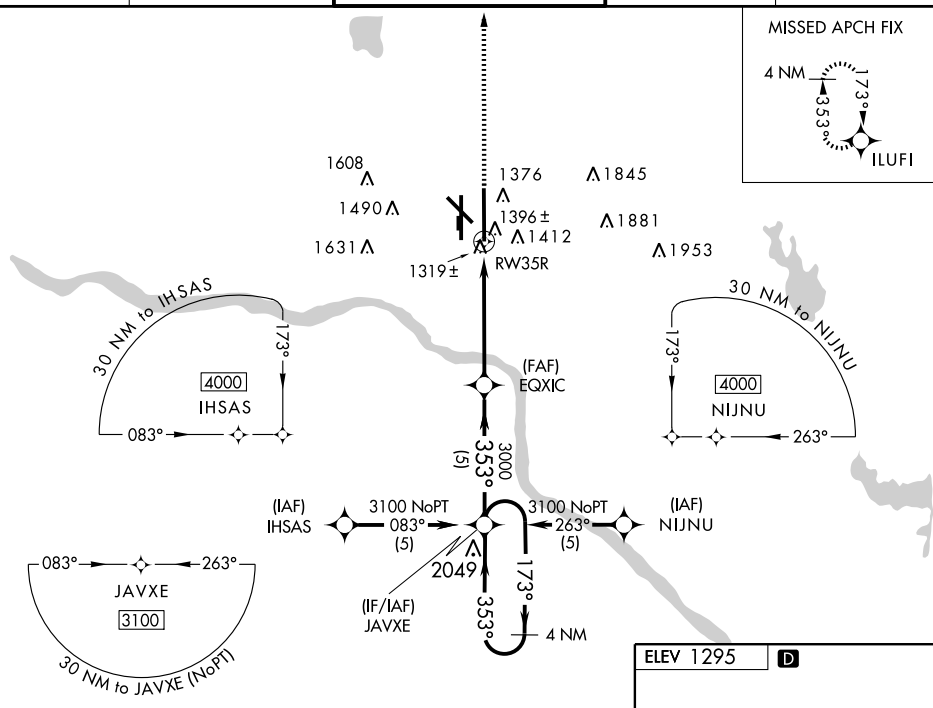 MISSED APCH FIX
4 NM
353°
173°
ILUFI
1608
1376
1845
1490
1396 ±
1881
1412
1631
1953
1319 ±
RW35R
30 NM to IHSAS
173°
4000
IHSAS
083°
(FAF)
EQXIC
30 NM to NIJNU
173°
4000
NIJNU
263°
3000
353°
(5)
(IAF)
IHSAS
3100 NoPT
083°
(5)
3100 NoPT
263°
(5)
(IAF)
NIJNU
2049
(IF/IAF)
JAVXE
353°
173°
4 NM
083°
263°
JAVXE
3100
30 NM to JAVXE (NoPT)
ELEV 1295 D